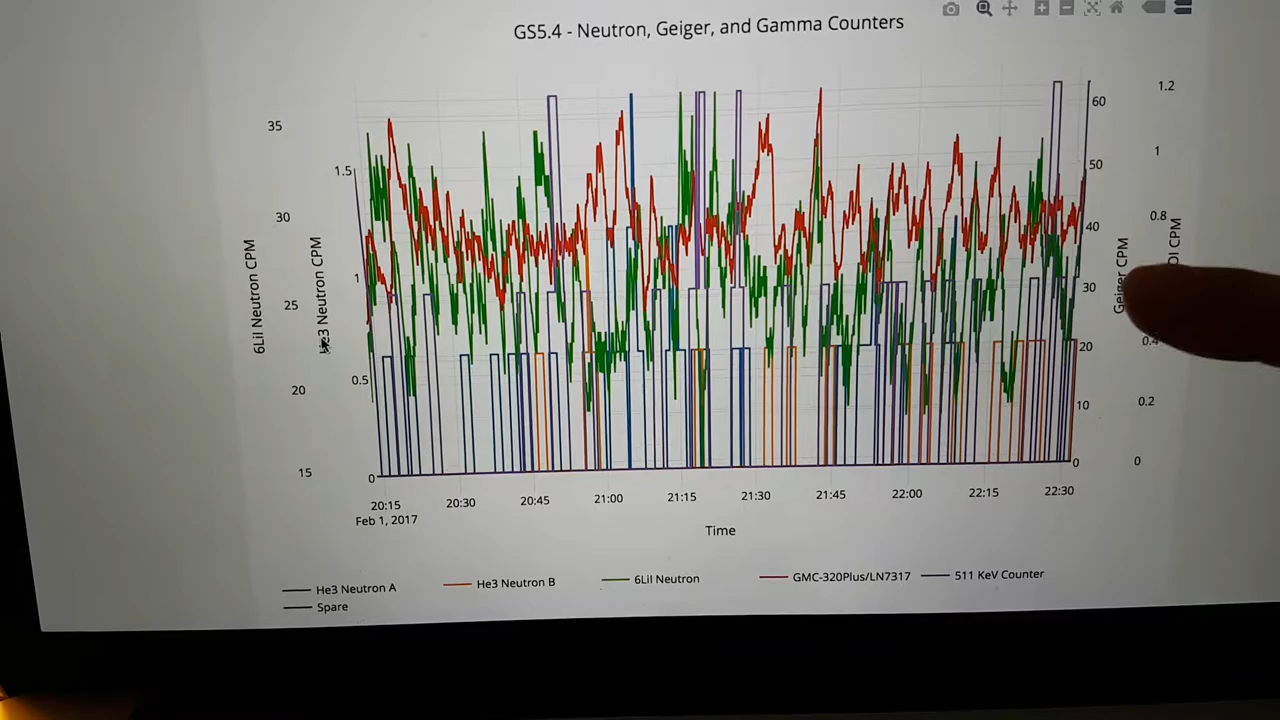 GS5.4 - Neutron, Geiger, and Gamma Counters
35
30
25
20
15
6LiI Neutron CPM
He3 Neutron CPM
1.5
1
0.5
0
60
50
40
30
20
10
0
Geiger CPM
1.2
1
0.8
0.4
0.2
0
CPM
20:15 20:30 20:45 21:00 21:15 21:30 21:45 22:00 22:15 22:30
Feb 1, 2017
Time
He3 Neutron A He3 Neutron B 6LiI Neutron GMC-320Plus/LN7317 511 KeV Counter
Spare